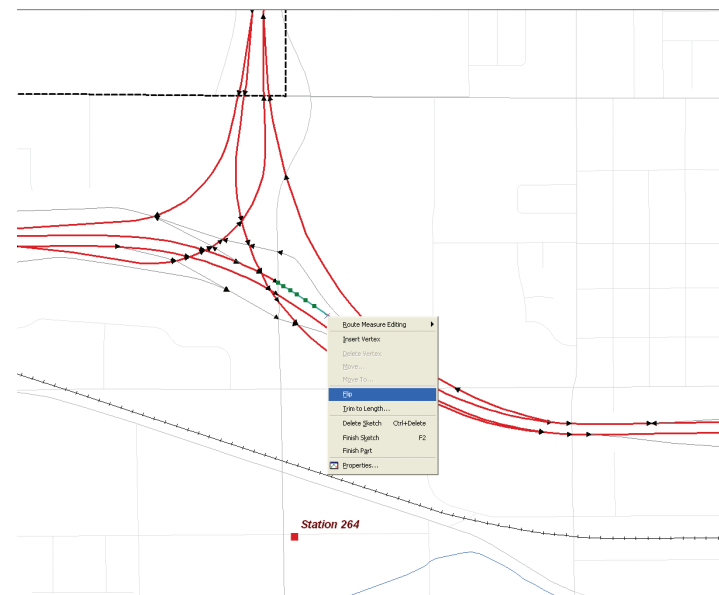 Route Measure Editing
Insert Vertex
Delete Vertex
Move...
Move To...
Flip
Trim to Length...
Delete Sketch Ctrl+Delete
Finish Sketch F2
Finish Part
Properties...
Station 264